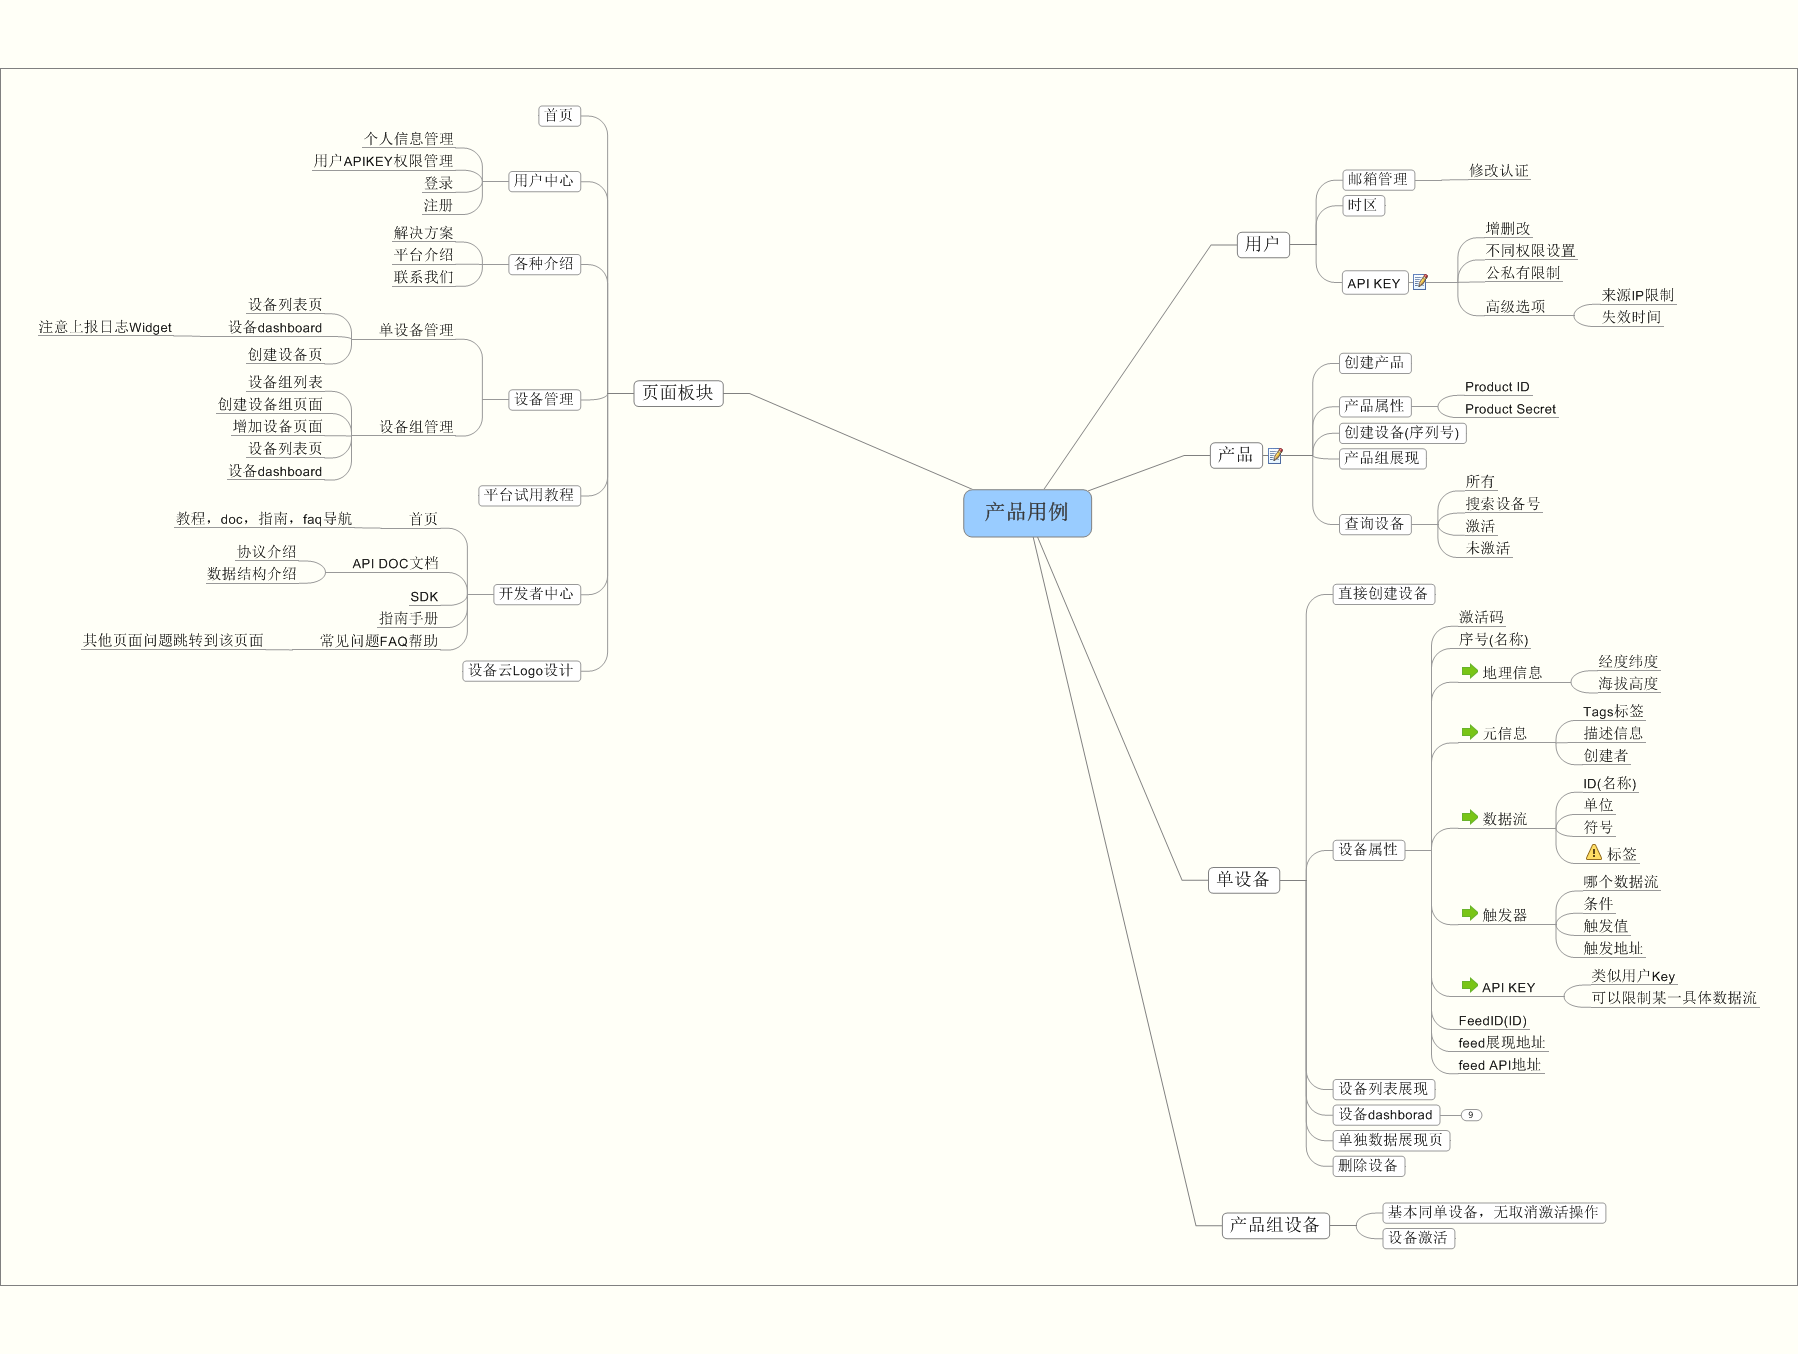 产品用例
用户
邮箱管理
修改认证
时区
API KEY
增删改
不同权限设置
公私有限制
高级选项
来源IP限制
失效时间
产品
创建产品
产品属性
Product ID
Product Secret
创建设备(序列号)
产品组展现
查询设备
所有
搜索设备号
激活
未激活
单设备
直接创建设备
设备属性
激活码
序号(名称)
地理信息
经度纬度
海拔高度
元信息
Tags标签
描述信息
创建者
数据流
ID(名称)
单位
符号
标签
触发器
哪个数据流
条件
触发值
触发地址
API KEY
类似用户Key
可以限制某一具体数据流
FeedID(ID)
feed展现地址
feed API地址
设备列表展现
设备dashborad
9
单独数据展现页
删除设备
产品组设备
基本同单设备，无取消激活操作
设备激活
页面板块
首页
用户中心
个人信息管理
用户APIKEY权限管理
登录
注册
各种介绍
解决方案
平台介绍
联系我们
设备管理
单设备管理
设备列表页
设备dashboard
注意上报日志Widget
创建设备页
设备组管理
设备组列表
创建设备组页面
增加设备页面
设备列表页
设备dashboard
平台试用教程
开发者中心
首页
教程，doc，指南，faq导航
API DOC文档
协议介绍
数据结构介绍
SDK
指南手册
常见问题FAQ帮助
其他页面问题跳转到该页面
设备云Logo设计